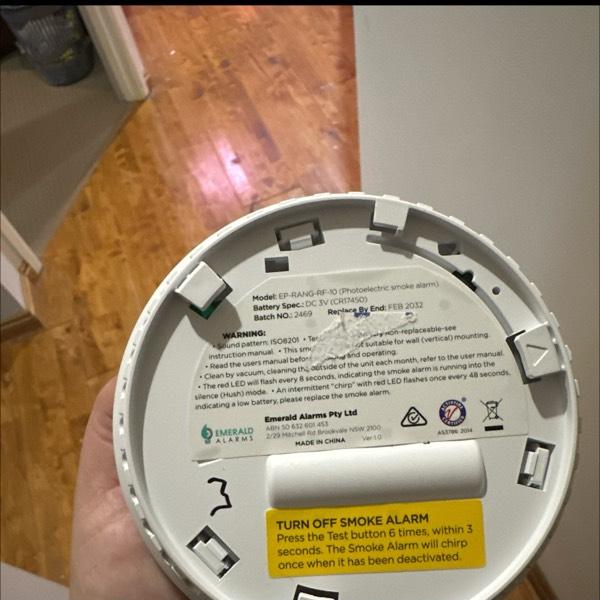 Model: EP-RANG-RF-10 (Photoelectric smoke alarm)
Battery Spec.: DC 3V (CR17450)
Batch NO.: 2469 Replace By End: FEB 2032
WARNING:
• Sound pattern: ISO8201 • non-replaceable-see
instruction manual. • This not suitable for wall (vertical) mounting.
• Read the users manual and operating.
• Clean by vacuum, cleaning the outside of the unit each month, refer to the user manual.
• The red LED will flash every 8 seconds, indicating the smoke alarm is running into the
silence (Hush) mode. • An intermittent "chirp" with red LED flashes once every 48 seconds,
indicating a low battery, please replace the smoke alarm.
Emerald Alarms Pty Ltd
ABN 50 632 601 453
2/29 Mitchell Rd Brookvale NSW 2100
MADE IN CHINA Ver 1.0
EMERALD
ALARMS
AS3786: 2014
TURN OFF SMOKE ALARM
Press the Test button 6 times, within 3
seconds. The Smoke Alarm will chirp
once when it has been deactivated.